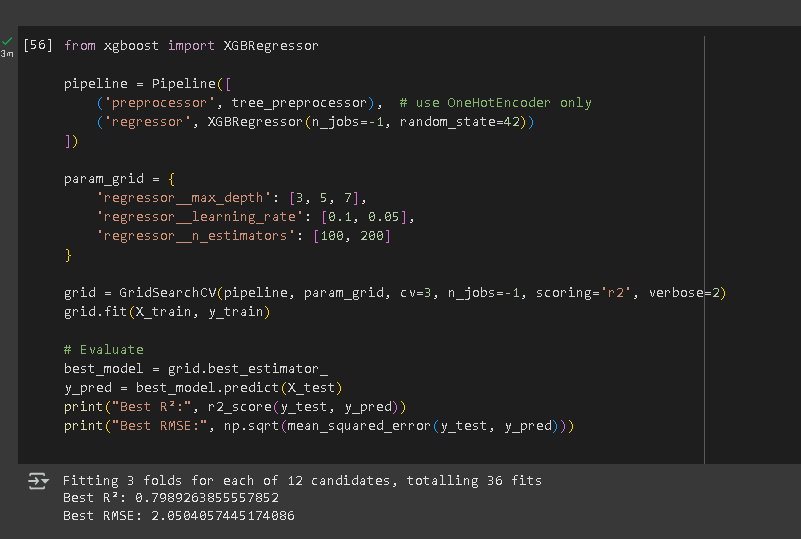 [56] from xgboost import XGBRegressor
pipeline = Pipeline([
('preprocessor', tree_preprocessor),  # use OneHotEncoder only
('regressor', XGBRegressor(n_jobs=-1, random_state=42))
])
param_grid = {
'regressor__max_depth': [3, 5, 7],
'regressor__learning_rate': [0.1, 0.05],
'regressor__n_estimators': [100, 200]
}
grid = GridSearchCV(pipeline, param_grid, cv=3, n_jobs=-1, scoring='r2', verbose=2)
grid.fit(X_train, y_train)
# Evaluate
best_model = grid.best_estimator_
y_pred = best_model.predict(X_test)
print("Best R²:", r2_score(y_test, y_pred))
print("Best RMSE:", np.sqrt(mean_squared_error(y_test, y_pred)))
3m
Fitting 3 folds for each of 12 candidates, totalling 36 fits
Best R²: 0.7989263855557852
Best RMSE: 2.0504057445174086